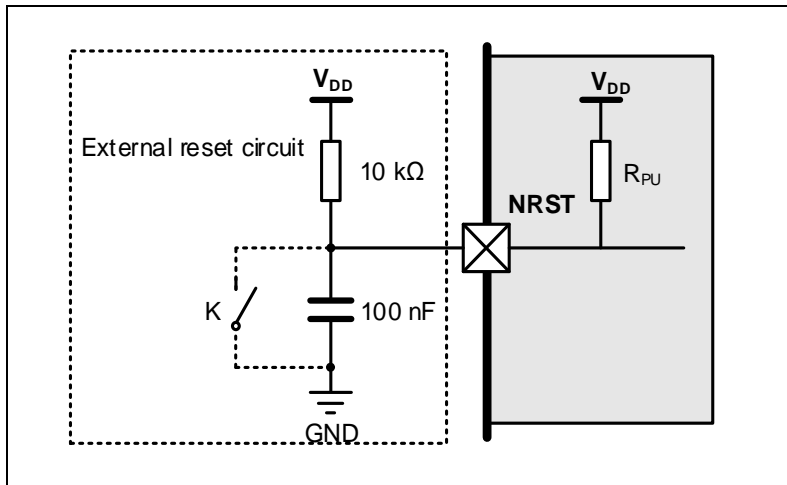 V_DD
External reset circuit
10 kΩ
K
100 nF
GND
NRST
V_DD
R_PU